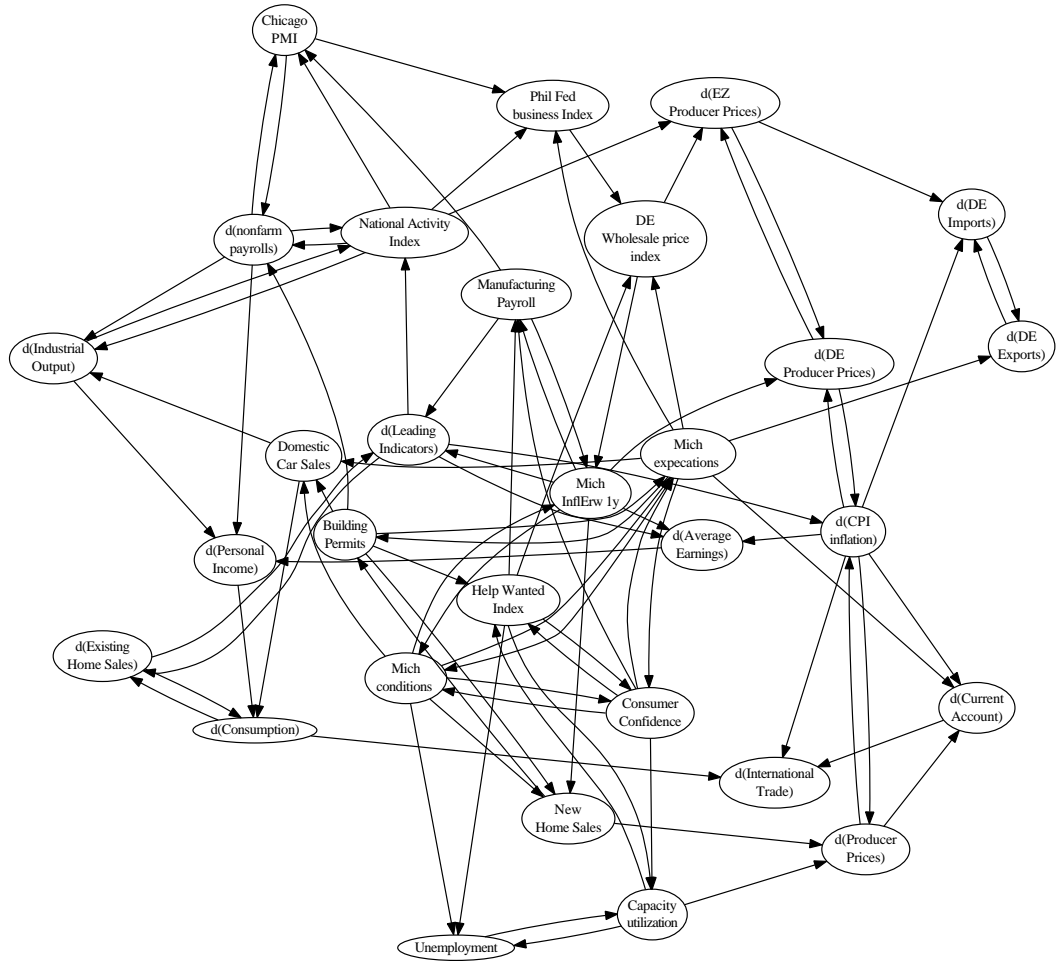 Chicago
PMI
Phil Fed
business Index
d(EZ
Producer Prices)
d(DE
Imports)
d(nonfarm
payrolls)
National Activity
Index
DE
Wholesale price
index
Manufacturing
Payroll
d(Industrial
Output)
d(DE
Producer Prices)
d(DE
Exports)
d(Leading
Indicators)
Domestic
Car Sales
Mich
expecations
Mich
InflErw 1y
Building
Permits
d(CPI
inflation)
d(Average
Earnings)
d(Personal
Income)
Help Wanted
Index
d(Existing
Home Sales)
Mich
conditions
Consumer
Confidence
d(Current
Account)
d(Consumption)
d(International
Trade)
New
Home Sales
d(Producer
Prices)
Capacity
utilization
Unemployment